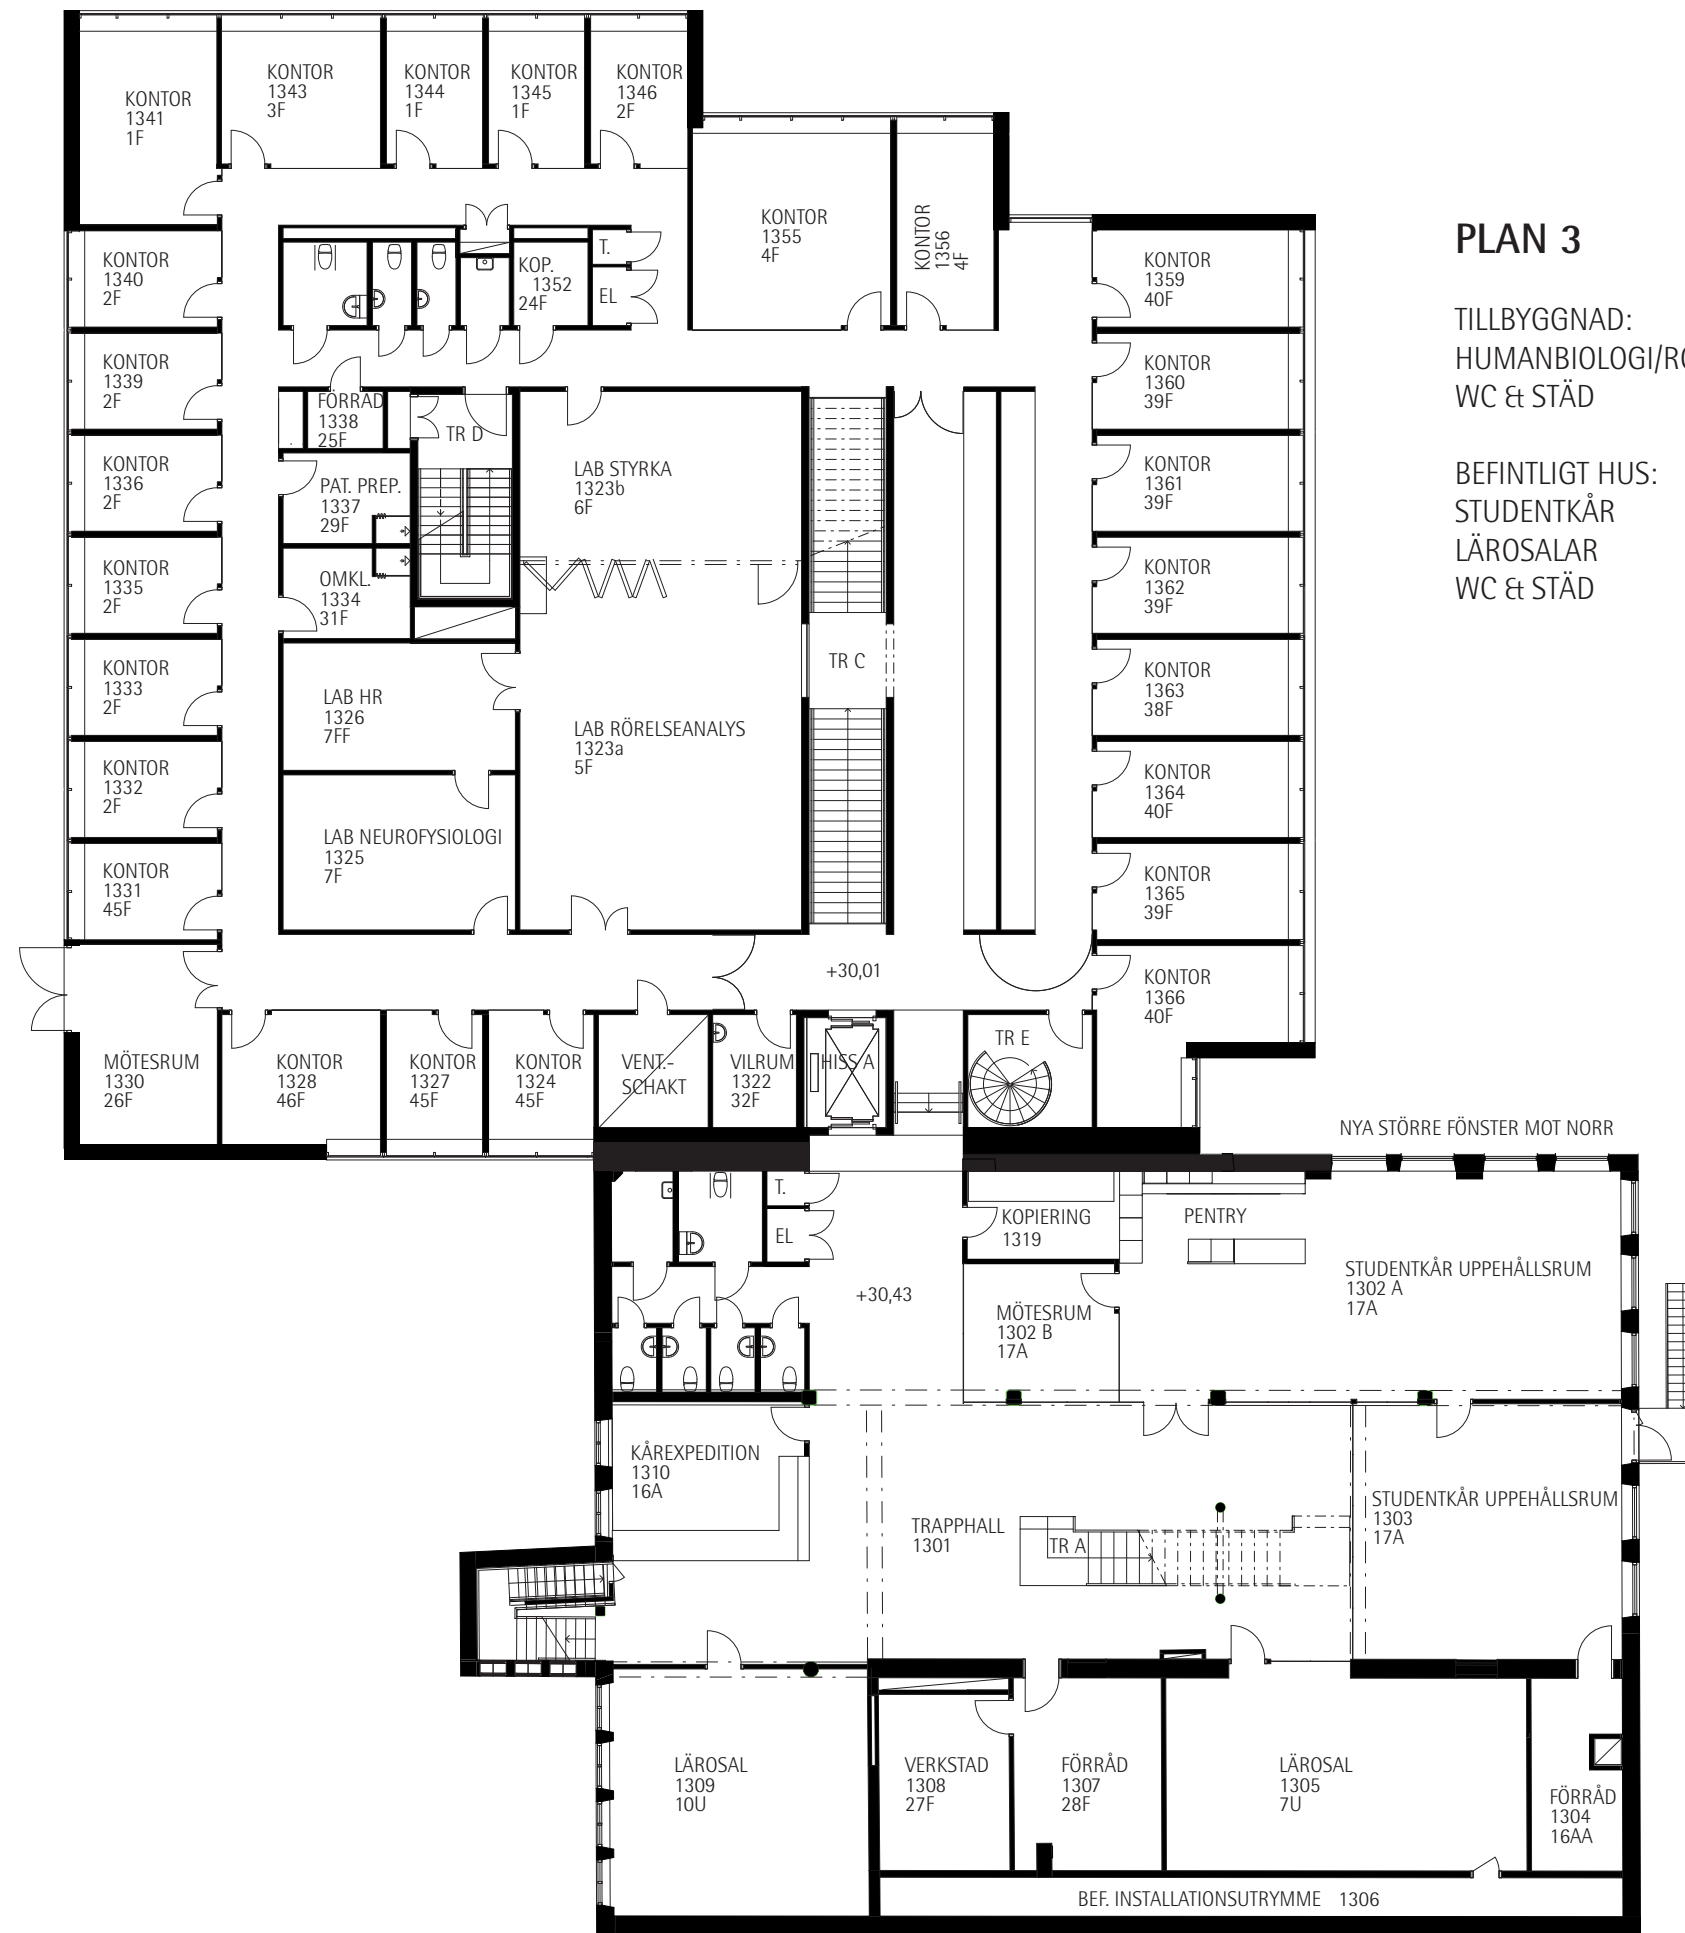 KONTOR
1341
1F
KONTOR
1343
3F
KONTOR
1344
1F
KONTOR
1345
1F
KONTOR
1346
2F
KONTOR
1355
4F
KONTOR
1356
4F
KONTOR
1340
2F
KOP.
1352
24F
T.
EL
KONTOR
1359
40F
PLAN 3
TILLBYGGNAD:
HUMANBIOLOGI/RÖ
WC & STÄD
BEFINTLIGT HUS:
STUDENTKÅR
LÄROSALAR
WC & STÄD
KONTOR
1339
2F
FÖRRÅD
1338
25F
TR D
KONTOR
1360
39F
KONTOR
1336
2F
PAT. PREP.
1337
29F
LAB STYRKA
1323b
6F
KONTOR
1361
39F
KONTOR
1335
2F
OMKL.
1334
31F
KONTOR
1362
39F
KONTOR
1333
2F
LAB HR
1326
7FF
TR C
KONTOR
1363
38F
LAB RÖRELSEANALYS
1323a
5F
KONTOR
1332
2F
KONTOR
1364
40F
LAB NEUROFYSIOLOGI
1325
7F
KONTOR
1331
45F
KONTOR
1365
39F
+30,01
KONTOR
1366
40F
MÖTESRUM
1330
26F
KONTOR
1328
46F
KONTOR
1327
45F
KONTOR
1324
45F
VENT.-
SCHAKT
VILRUM
1322
32F
HISS A
TR E
NYA STÖRRE FÖNSTER MOT NORR
T.
EL
KOPIERING
1319
PENTRY
+30,43
MÖTESRUM
1302 B
17A
STUDENTKÅR UPPEHÅLLSRUM
1302 A
17A
KÅREXPEDITION
1310
16A
TRAPPHALL
1301
TR A
STUDENTKÅR UPPEHÅLLSRUM
1303
17A
LÄROSAL
1309
10U
VERKSTAD
1308
27F
FÖRRÅD
1307
28F
LÄROSAL
1305
7U
FÖRRÅD
1304
16AA
BEF. INSTALLATIONSUTRYMME 1306